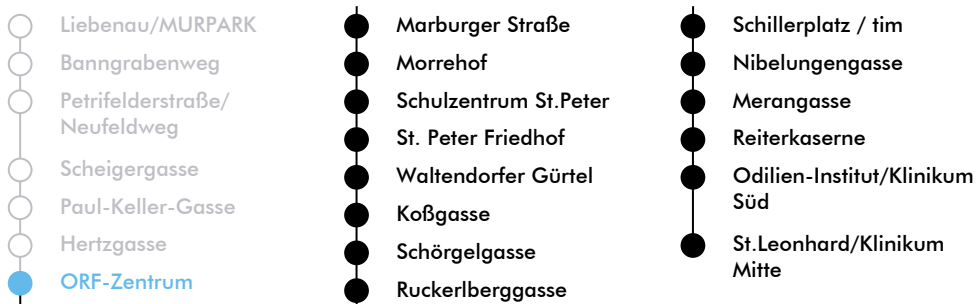 Liebenau/MURPARK
Banngrabenweg
Petrifelderstraße/
Neufeldweg
Scheigergasse
Paul-Keller-Gasse
Hertzgasse
ORF-Zentrum
Marburger Straße
Morrehof
Schulzentrum St.Peter
St. Peter Friedhof
Waltendorfer Gürtel
Koßgasse
Schörgelgasse
Ruckerlberggasse
Schillerplatz / tim
Nibelungengasse
Merangasse
Reiterkaserne
Odilien-Institut/Klinikum
Süd
St.Leonhard/Klinikum
Mitte